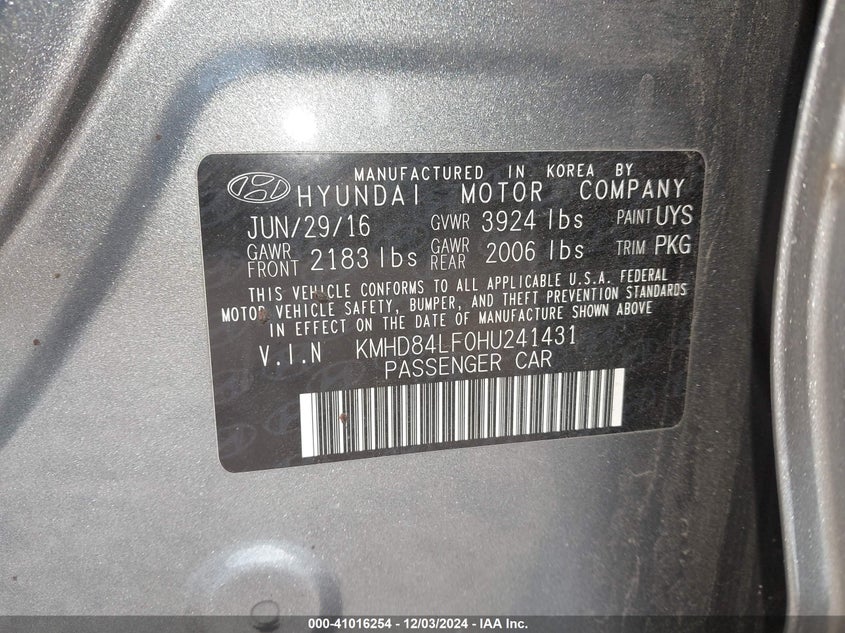 MANUFACTURED IN KOREA BY
HYUNDAI MOTOR COMPANY
JUN/29/16 GVWR 3924 lbs PAINT UYS
GAWR FRONT 2183 lbs GAWR REAR 2006 lbs TRIM PKG
THIS VEHICLE CONFORMS TO ALL APPLICABLE U.S.A. FEDERAL
MOTOR VEHICLE SAFETY, BUMPER, AND THEFT PREVENTION STANDARDS
IN EFFECT ON THE DATE OF MANUFACTURE SHOWN ABOVE
V.I.N KMHD84LF0HU241431
PASSENGER CAR
000-41016254 - 12/03/2024 - IAA Inc.